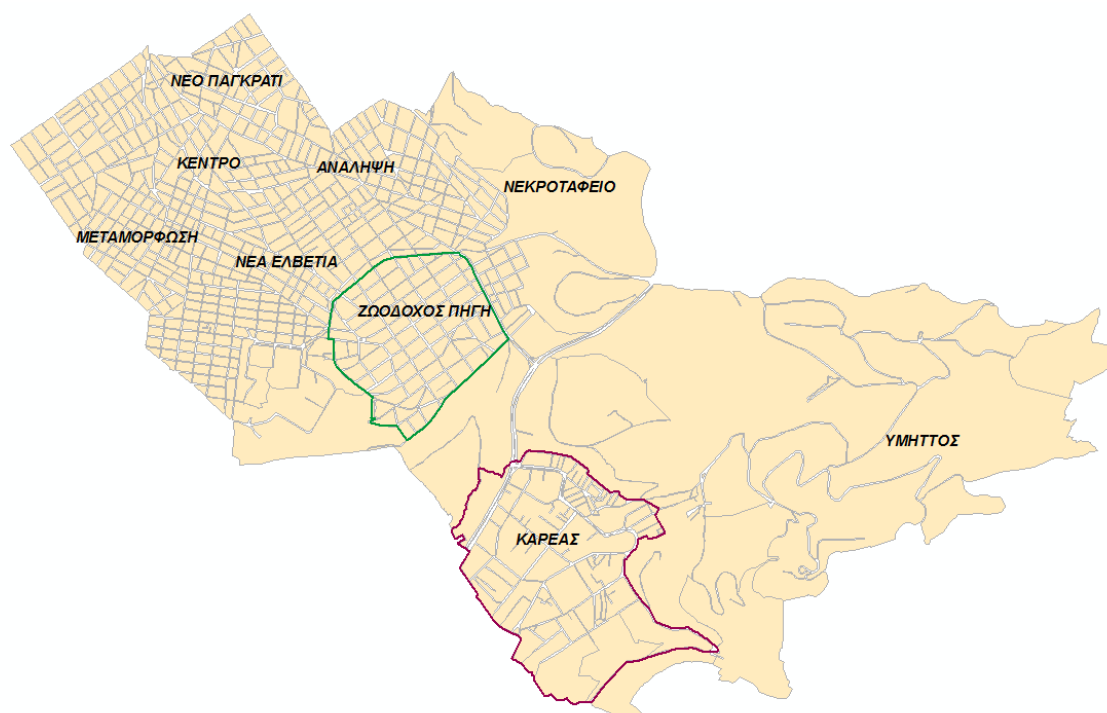 ΝΕΟ ΠΑΓΚΡΑΤΙ
ΚΕΝΤΡΟ
ΑΝΑΛΗΨΗ
ΝΕΚΡΟΤΑΦΕΙΟ
ΜΕΤΑΜΟΡΦΩΣΗ
ΝΕΑ ΕΛΒΕΤΙΑ
ΖΩΟΔΟΧΟΣ ΠΗΓΗ
ΥΜΗΤΤΟΣ
ΚΑΡΕΑΣ